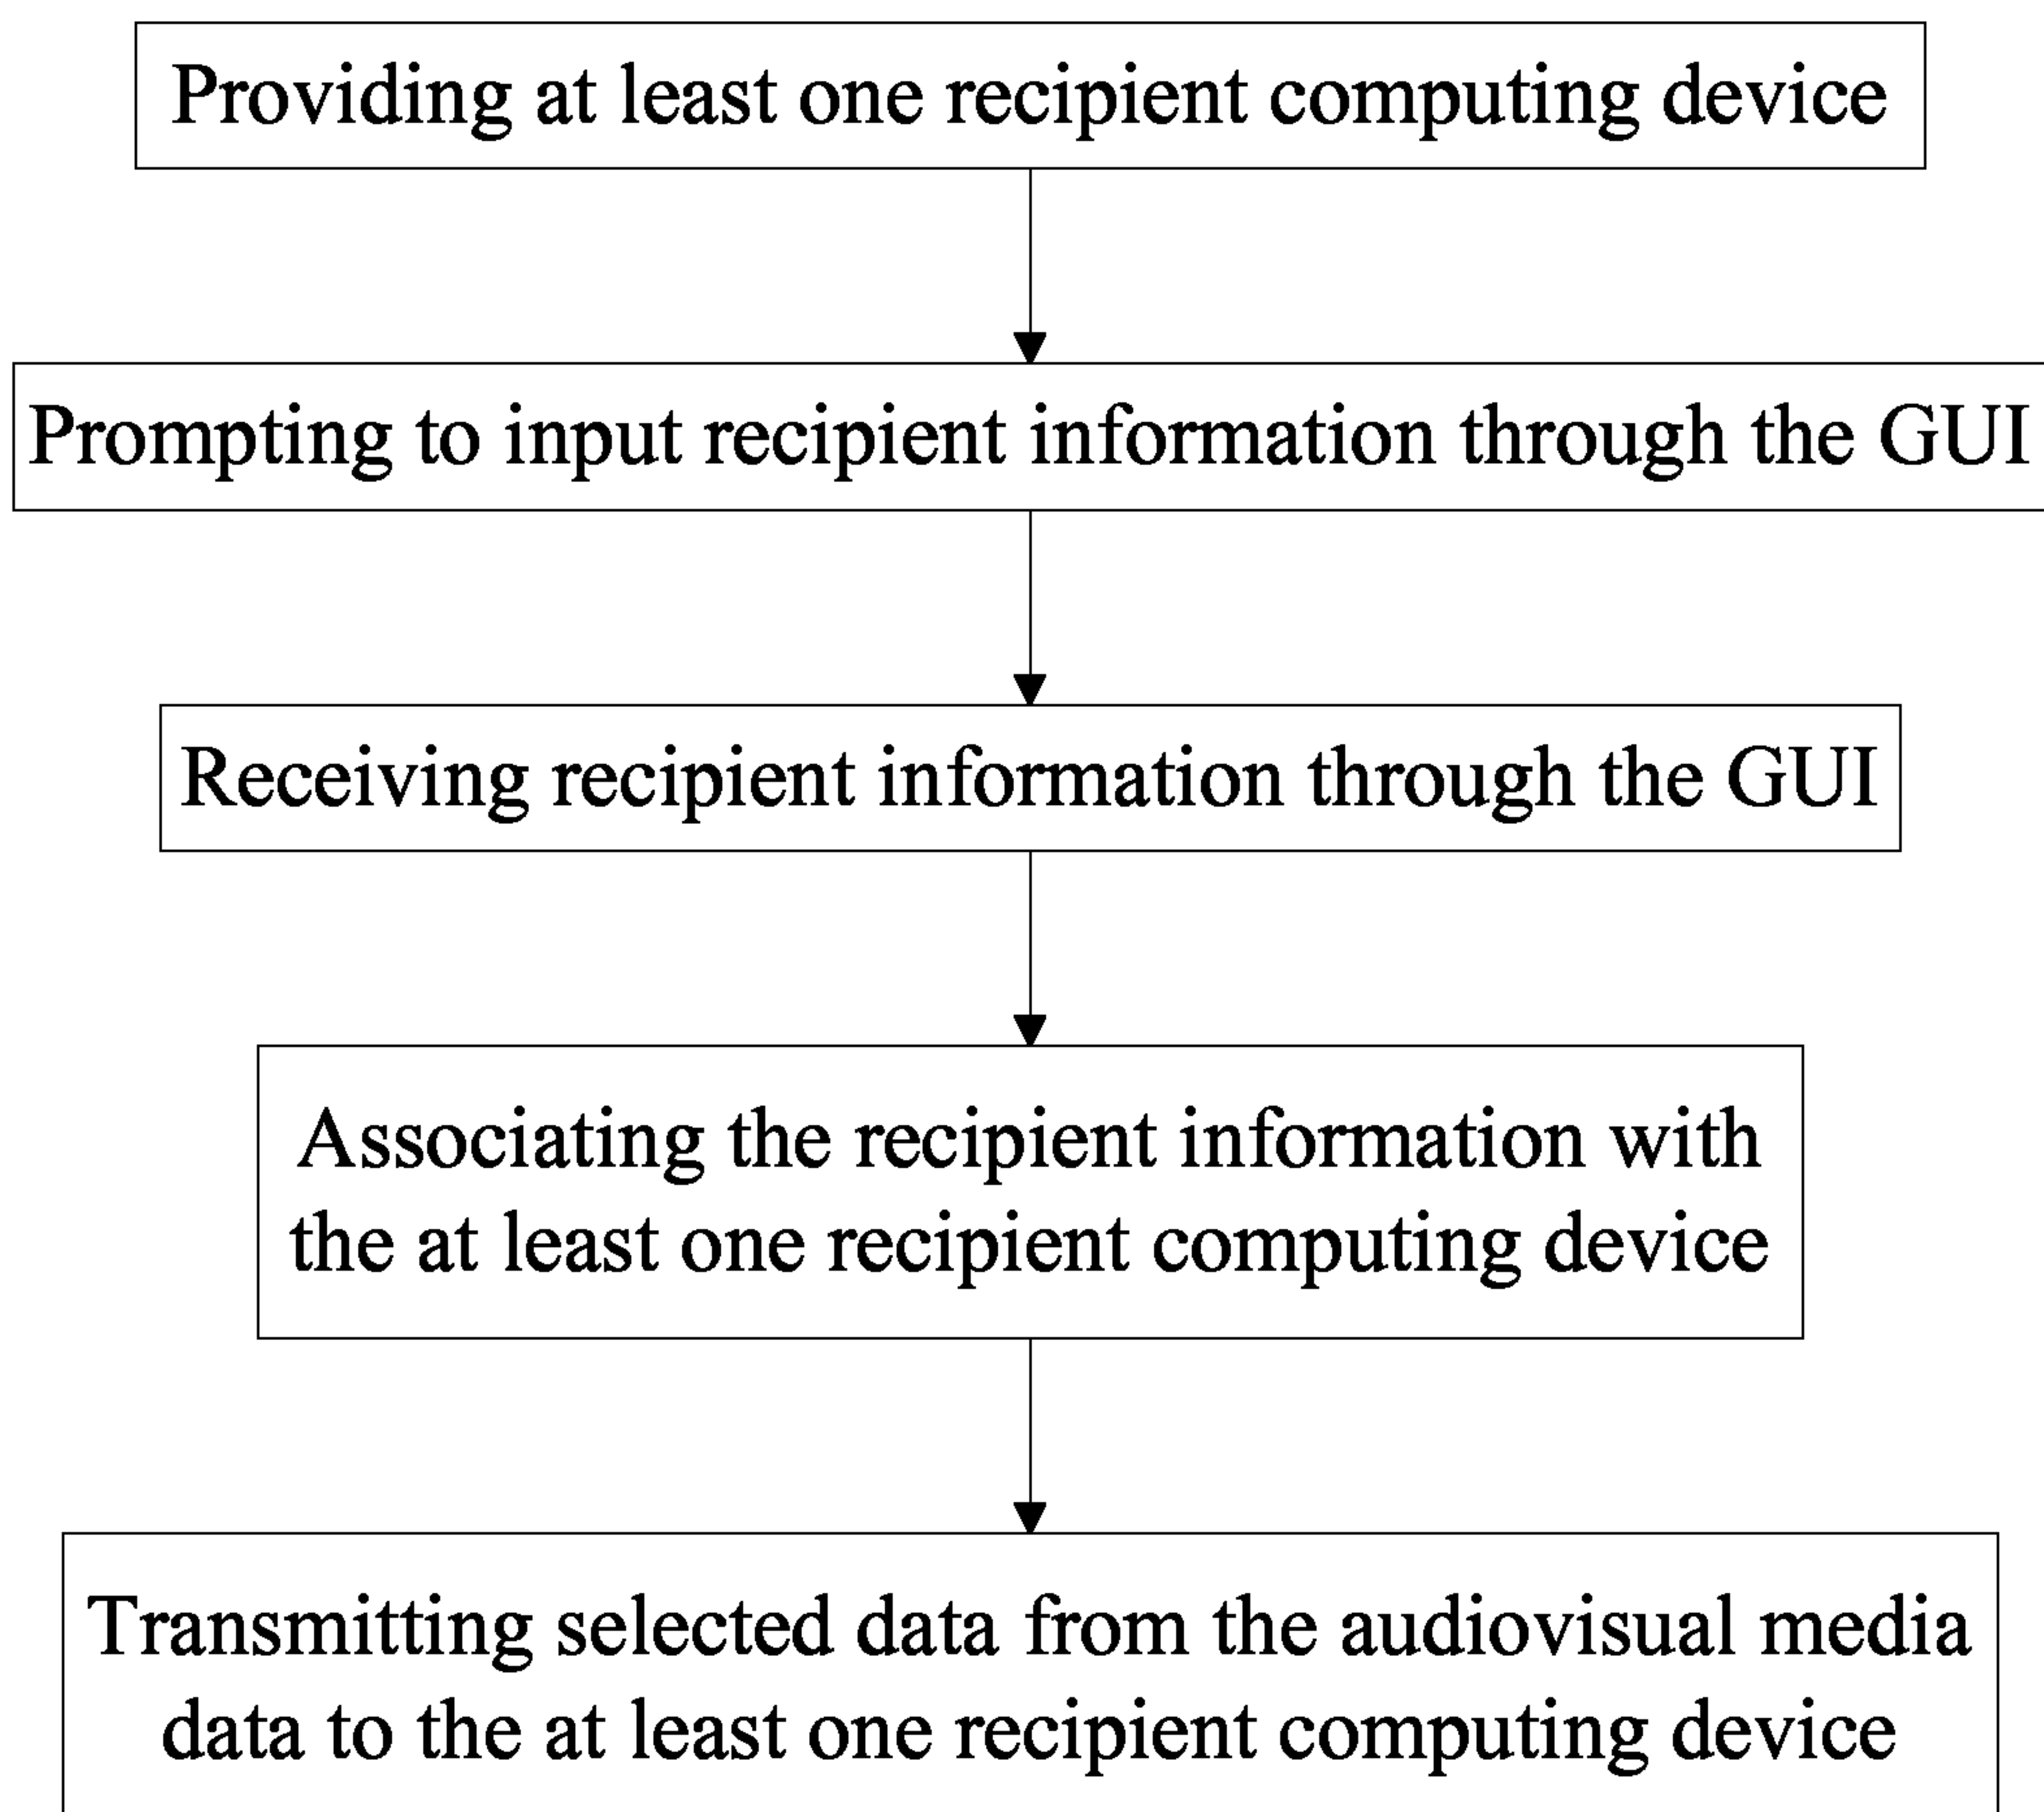 Providing at least one recipient computing device
Prompting to input recipient information through the GUI
Receiving recipient information through the GUI
Associating the recipient information with
the at least one recipient computing device
Transmitting selected data from the audiovisual media
data to the at least one recipient computing device